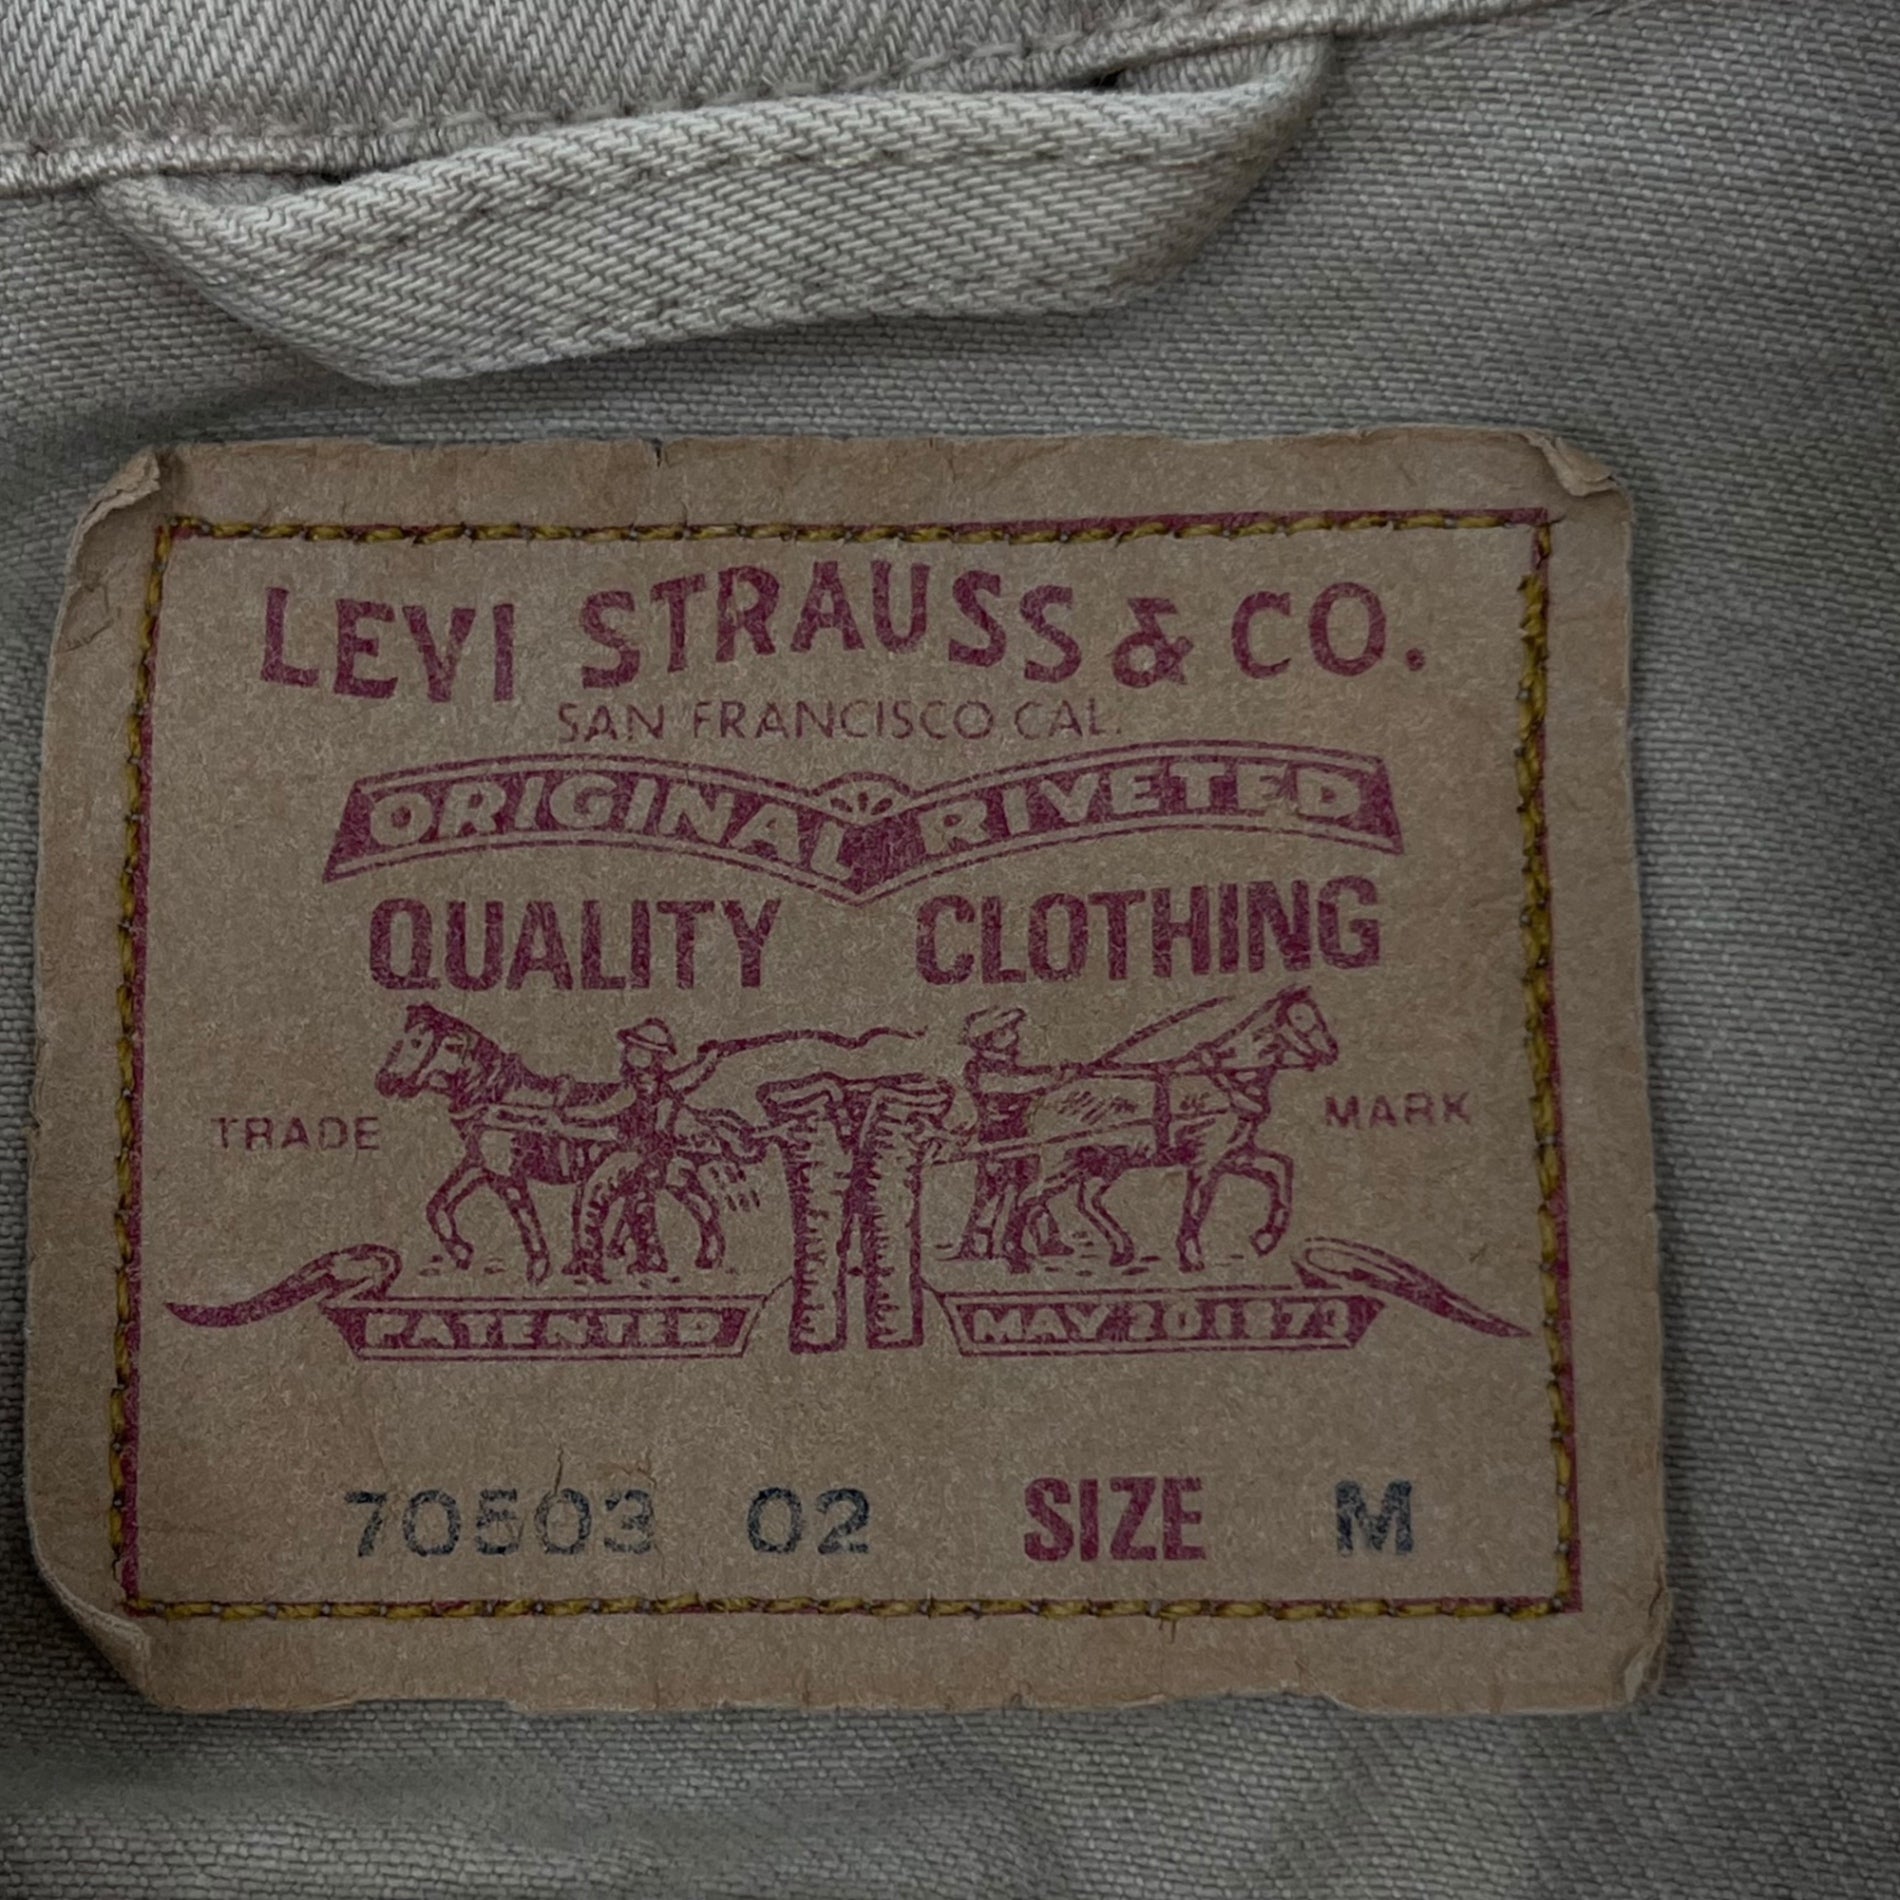 LEVI STRAUSS & CO.
SAN FRANCISCO CAL.
ORIGINAL RIVETED
QUALITY CLOTHING
TRADE MARK
PATENTED MAY 20 1873
70503 02 SIZE M